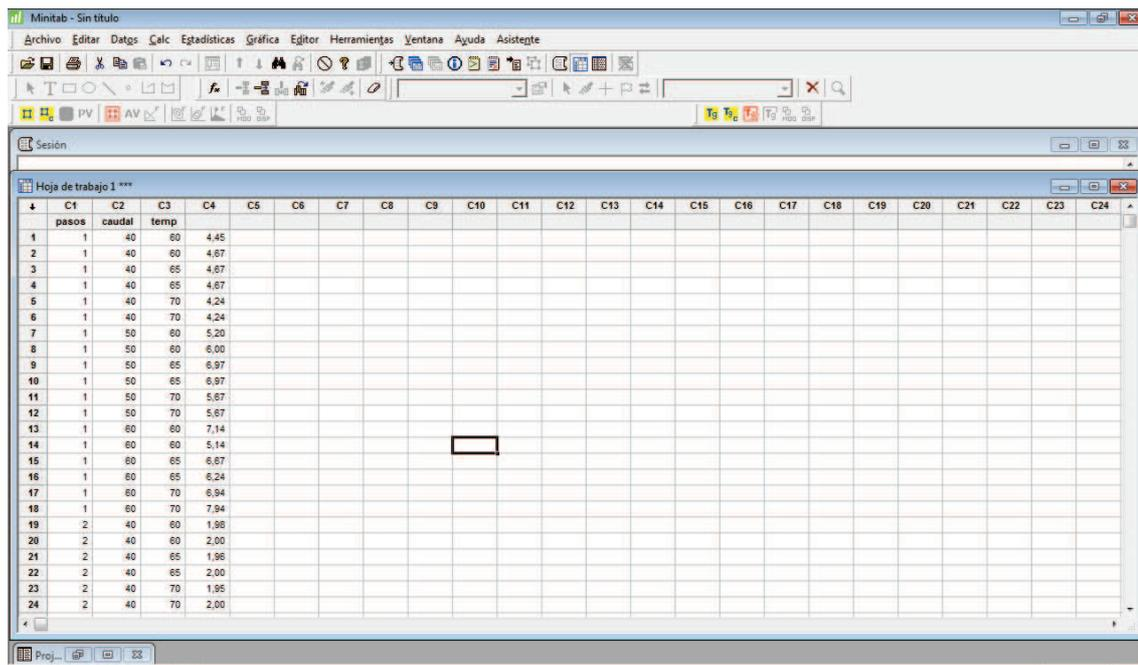 Minitab - Sin título
Archivo Editar Datos Calc Estadísticas Gráfica Editor Herramientas Ventana Ayuda Asistente
PV AV
Sesión
Hoja de trabajo 1 ***
C1 C2 C3 C4 C5 C6 C7 C8 C9 C10 C11 C12 C13 C14 C15 C16 C17 C18 C19 C20 C21 C22 C23 C24
pasos caudal temp
1 1 40 60 4,45
2 1 40 60 4,67
3 1 40 65 4,67
4 1 40 65 4,67
5 1 40 70 4,24
6 1 40 70 4,24
7 1 50 60 5,20
8 1 50 60 6,00
9 1 50 65 6,97
10 1 50 65 6,97
11 1 50 70 5,67
12 1 50 70 5,67
13 1 60 60 7,14
14 1 60 60 5,14
15 1 60 65 6,67
16 1 60 65 6,24
17 1 60 70 6,94
18 1 60 70 7,94
19 2 40 60
20 2 40 60 2,00
21 2 40 65
22 2 40 65 2,00
23 2 40 70 1,95
24 2 40 70 2,00
Proj...